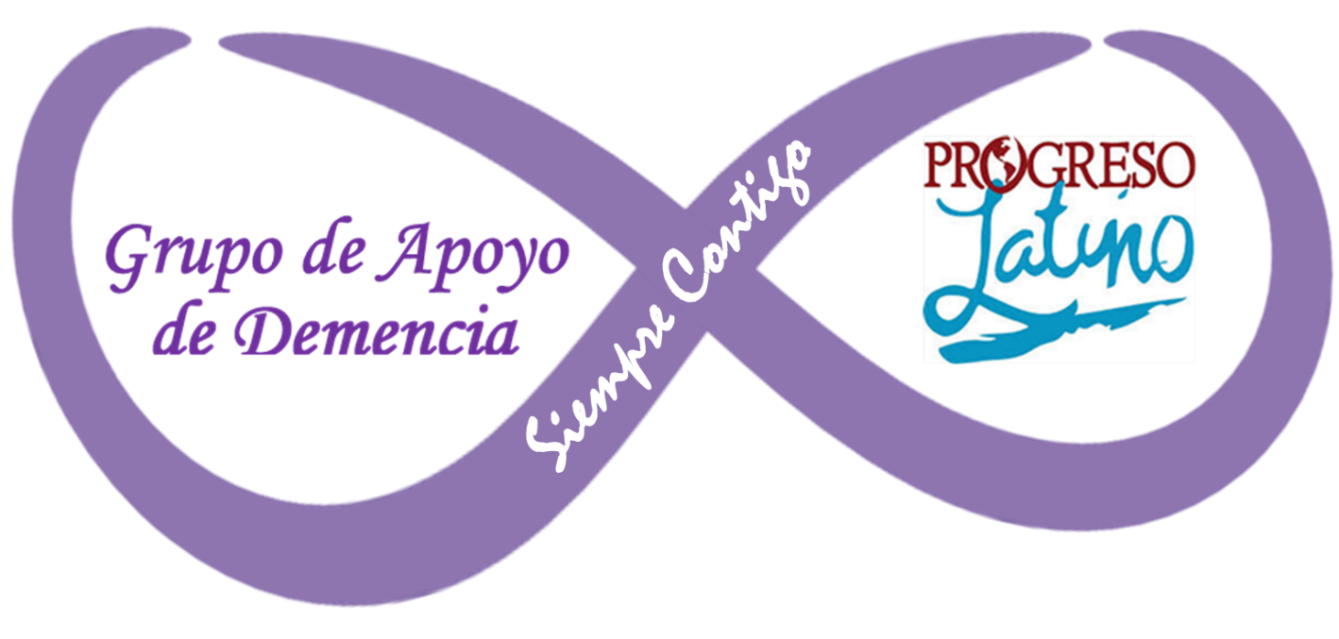 Grupo de Apoyo
de Demencia
Siempre Contigo
PROGRESO
Latino